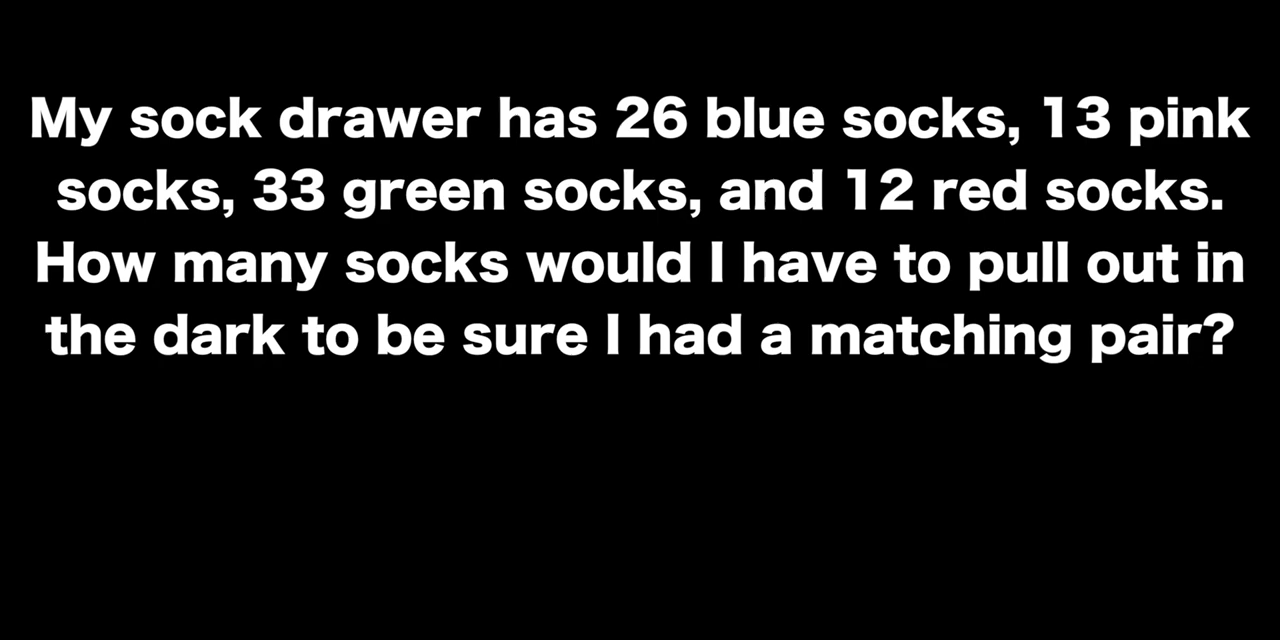 My sock drawer has 26 blue socks, 13 pink
socks, 33 green socks, and 12 red socks.
How many socks would I have to pull out in
the dark to be sure I had a matching pair?